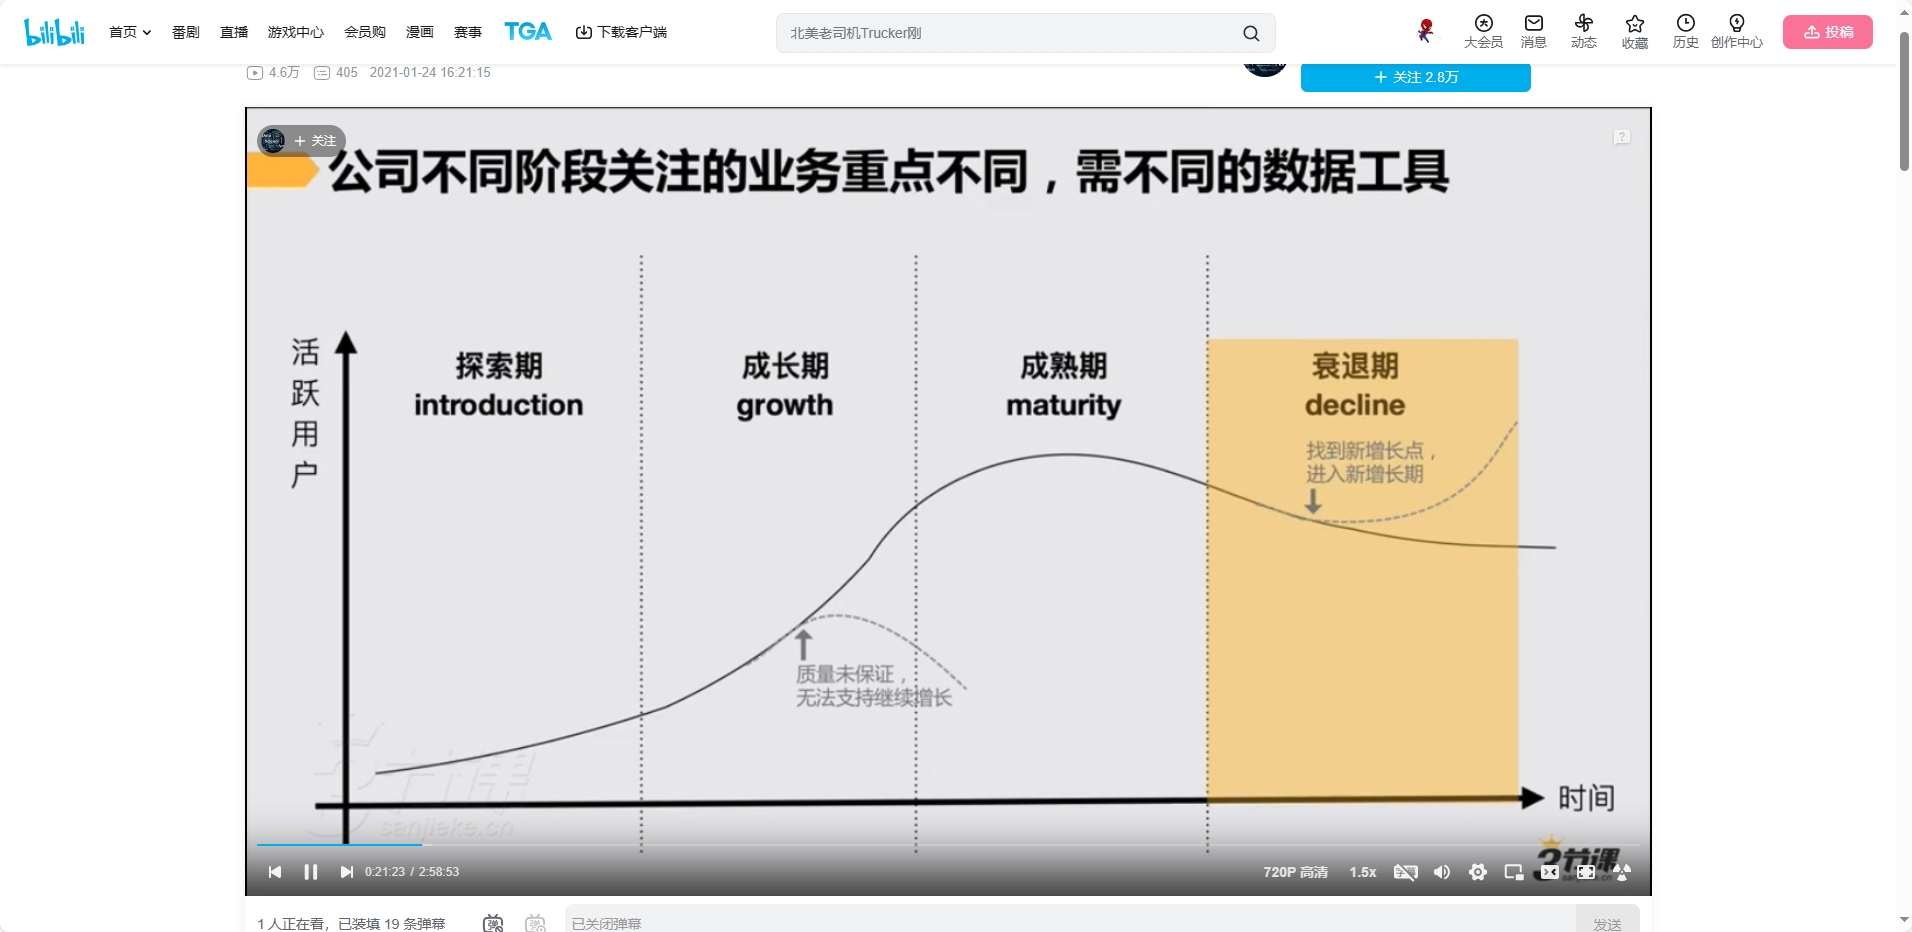 bilibili 首页 番剧 直播 游戏中心 会员购 漫画 赛事 TGA 下载客户端 北美老司机Trucker刚 大会员 消息 动态 收藏 历史 创作中心 投稿
4.6万 405 2021-01-24 16:21:15
+ 关注 2.8万
+ 关注
公司不同阶段关注的业务重点不同，需不同的数据工具
活跃用户
探索期
introduction
成长期
growth
成熟期
maturity
衰退期
decline
找到新增长点，
进入新增长期
质量未保证，
无法支持继续增长
时间
三节课
sanjieke.cn
3节课
0:21:23 / 2:58:53
720P 高清 1.5x
1 人正在看，已装填 19 条弹幕 已关闭弹幕 发送